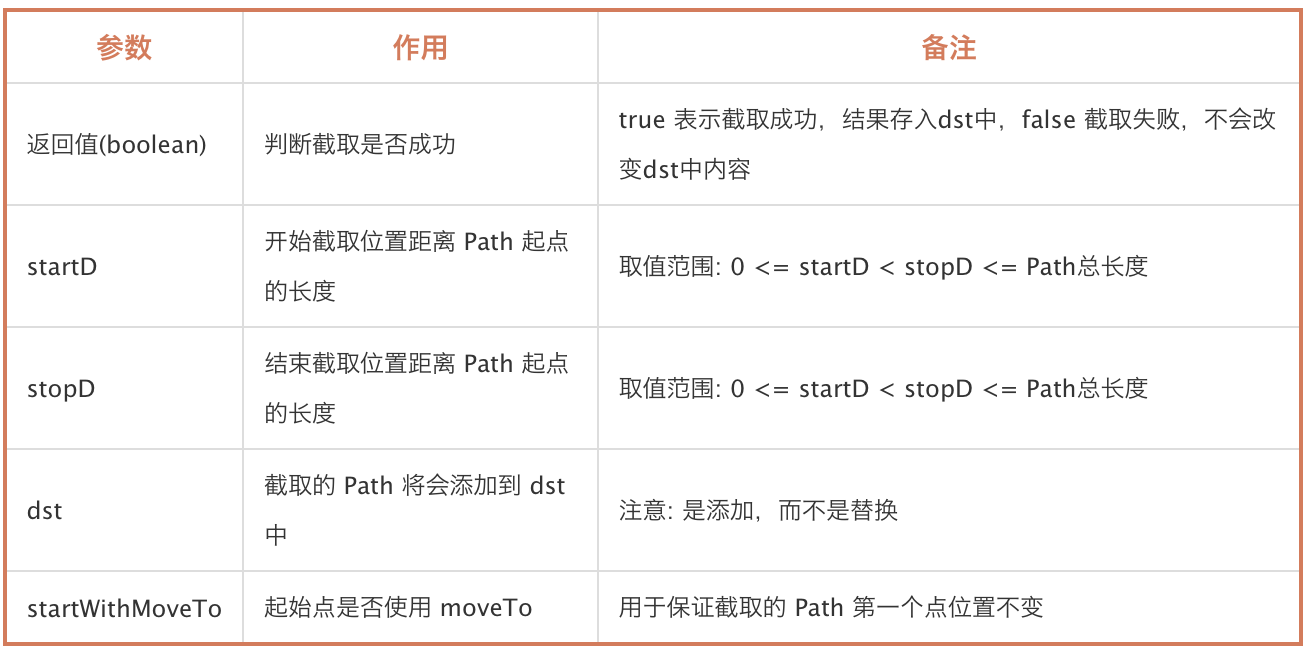 参数 作用 备注
返回值(boolean) 判断截取是否成功 true 表示截取成功，结果存入dst中，false 截取失败，不会改
变dst中内容
startD 开始截取位置距离 Path 起点
的长度 取值范围: 0 <= startD < stopD <= Path总长度
stopD 结束截取位置距离 Path 起点
的长度 取值范围: 0 <= startD < stopD <= Path总长度
dst 截取的 Path 将会添加到 dst
中 注意: 是添加，而不是替换
startWithMoveTo 起始点是否使用 moveTo 用于保证截取的 Path 第一个点位置不变